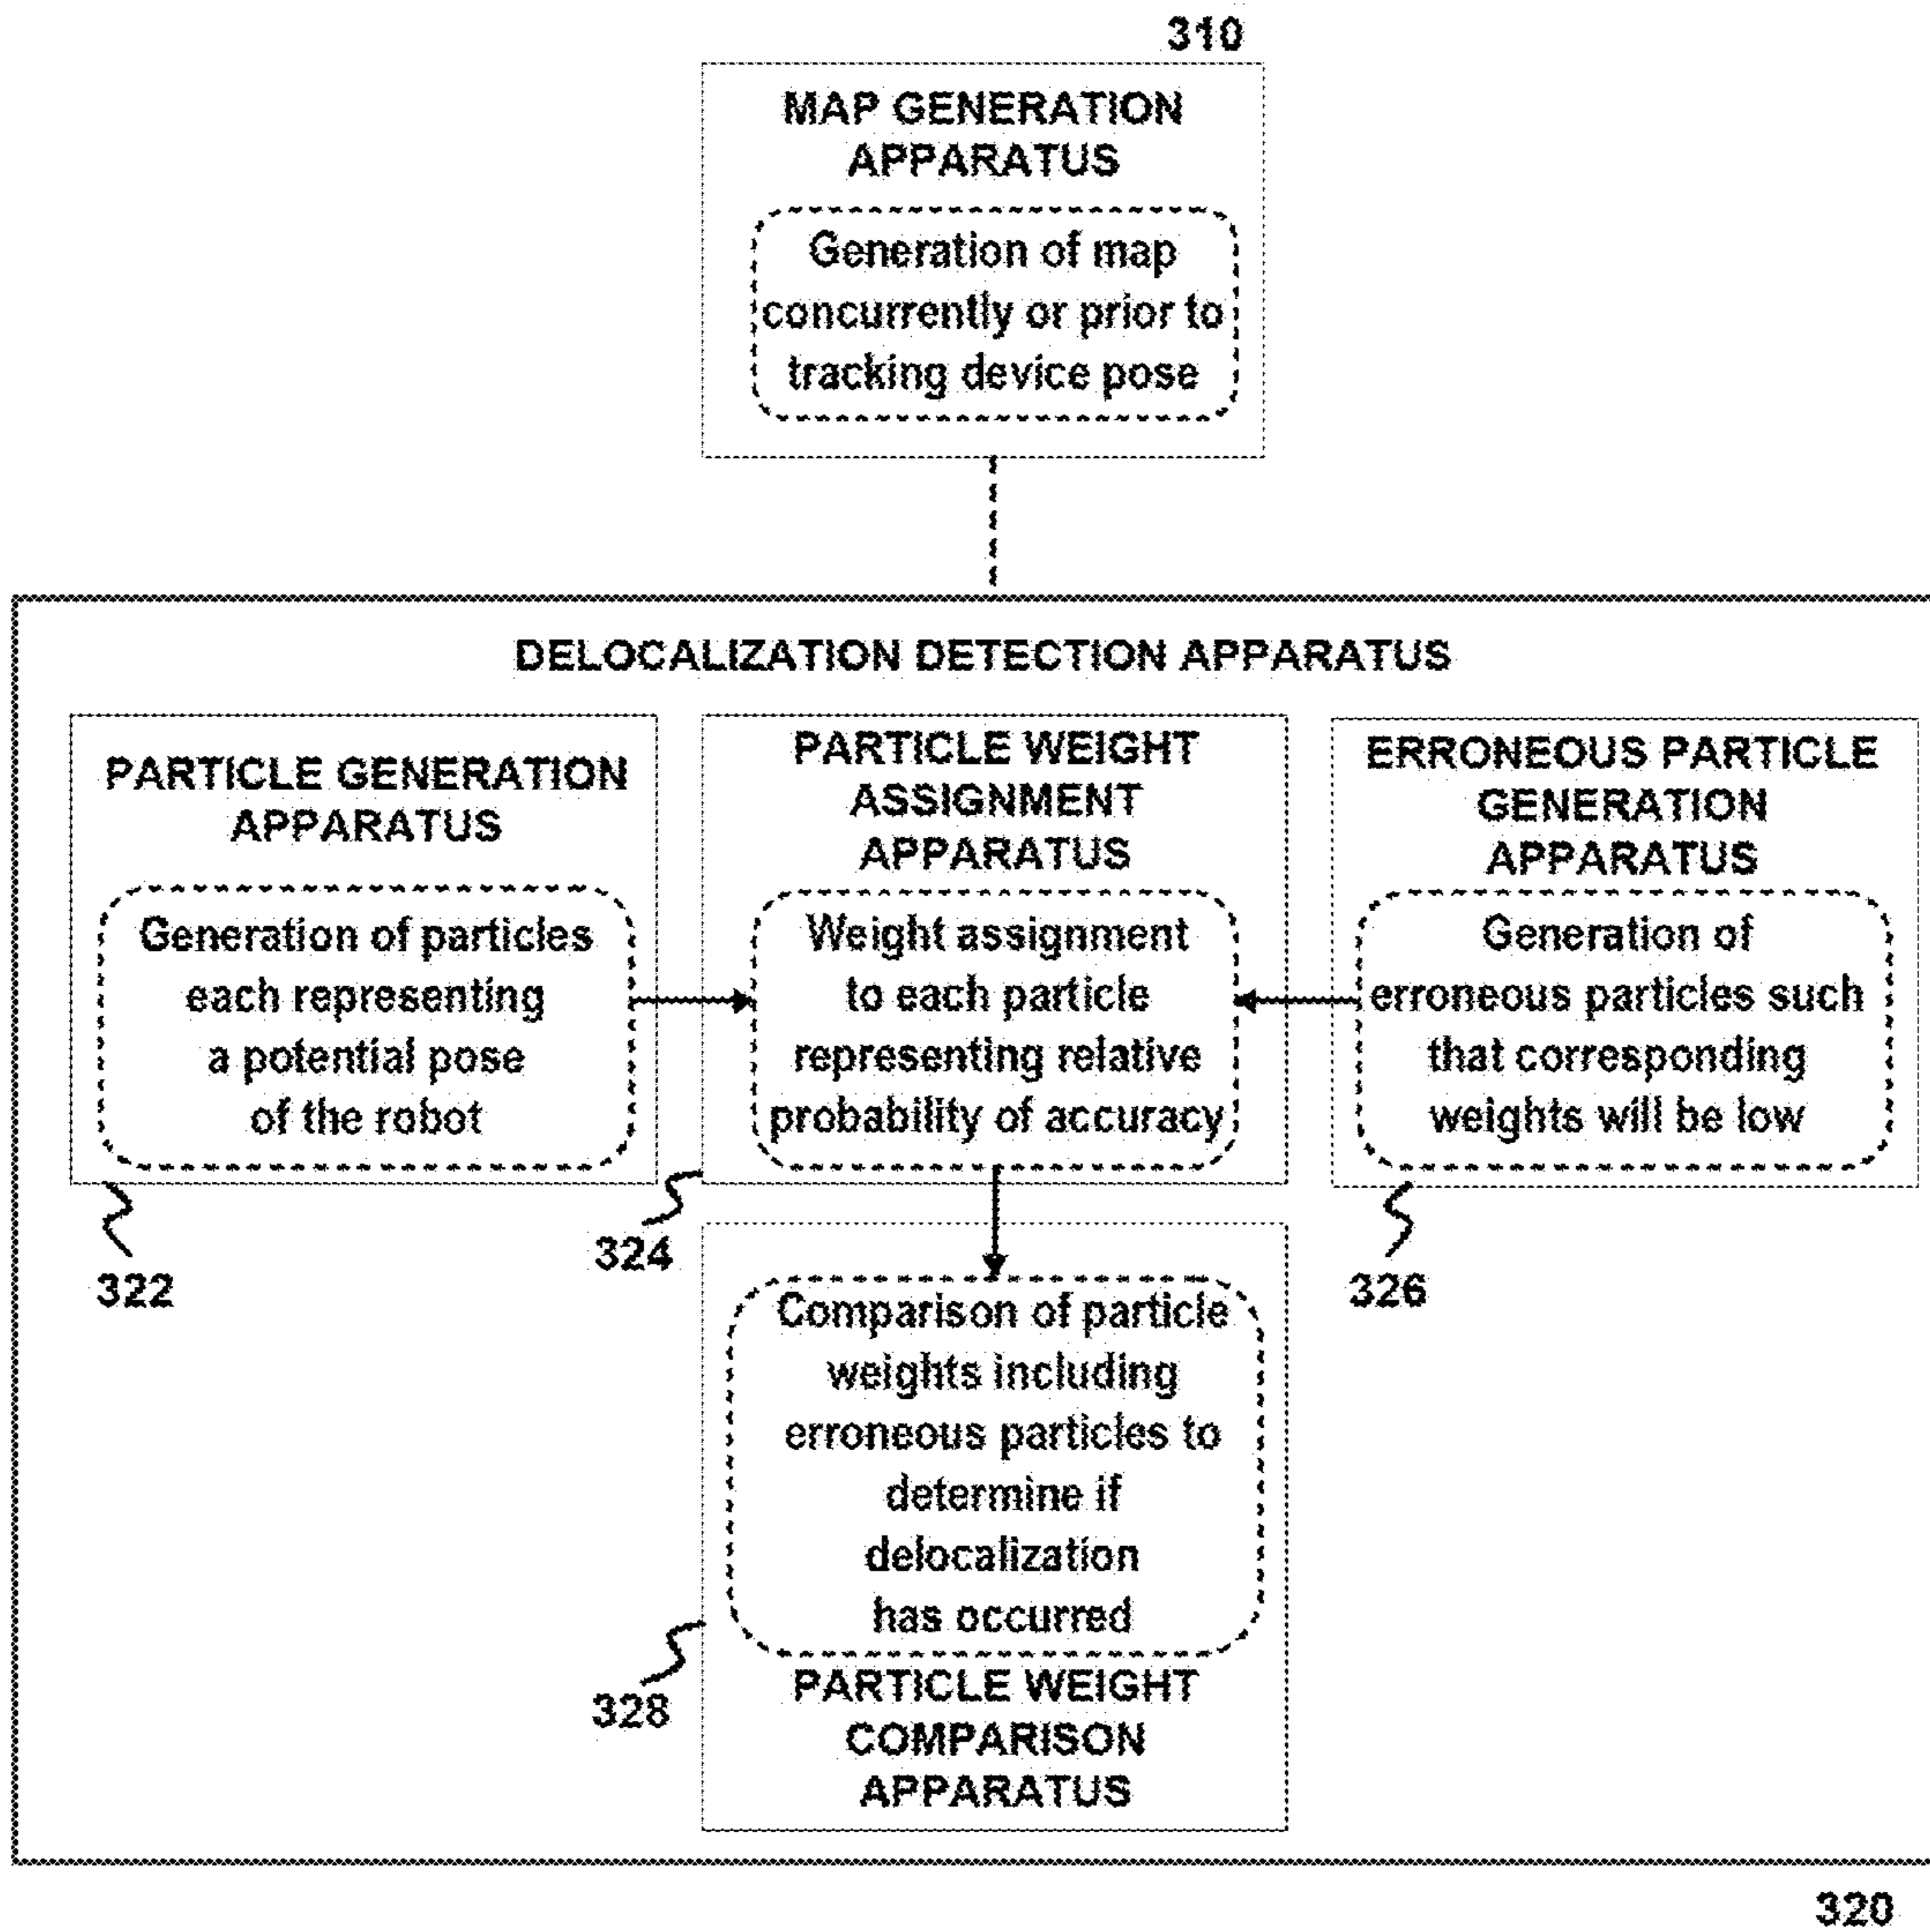 310
MAP GENERATION
APPARATUS
Generation of map
concurrently or prior to
tracking device pose
DELOCALIZATION DETECTION APPARATUS
PARTICLE GENERATION
APPARATUS
Generation of particles
each representing
a potential pose
of the robot
322
PARTICLE WEIGHT
ASSIGNMENT
APPARATUS
Weight assignment
to each particle
representing relative
probability of accuracy
324
ERRONEOUS PARTICLE
GENERATION
APPARATUS
Generation of
erroneous particles such
that corresponding
weights will be low
326
Comparison of particle
weights including
erroneous particles to
determine if
delocalization
has occurred
PARTICLE WEIGHT
COMPARISON
APPARATUS
328
320